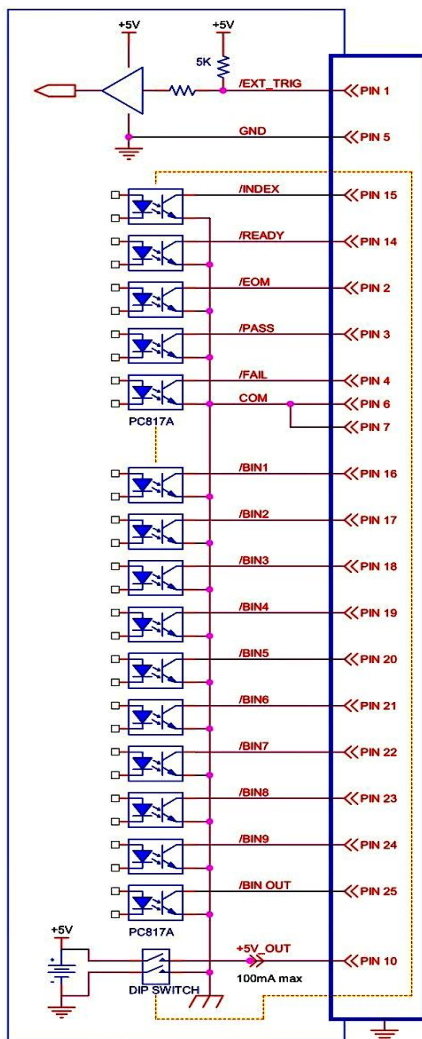 +5V +5V
5K
/EXT_TRIG PIN 1
GND PIN 5
/INDEX PIN 15
/READY PIN 14
/EOM PIN 2
/PASS PIN 3
/FAIL PIN 4
COM PIN 6
PC817A PIN 7
/BIN1 PIN 16
/BIN2 PIN 17
/BIN3 PIN 18
/BIN4 PIN 19
/BIN5 PIN 20
/BIN6 PIN 21
/BIN7 PIN 22
/BIN8 PIN 23
/BIN9 PIN 24
/BIN OUT PIN 25
PC817A
+5V +5V_OUT PIN 10
+
-
DIP SWITCH 100mA max